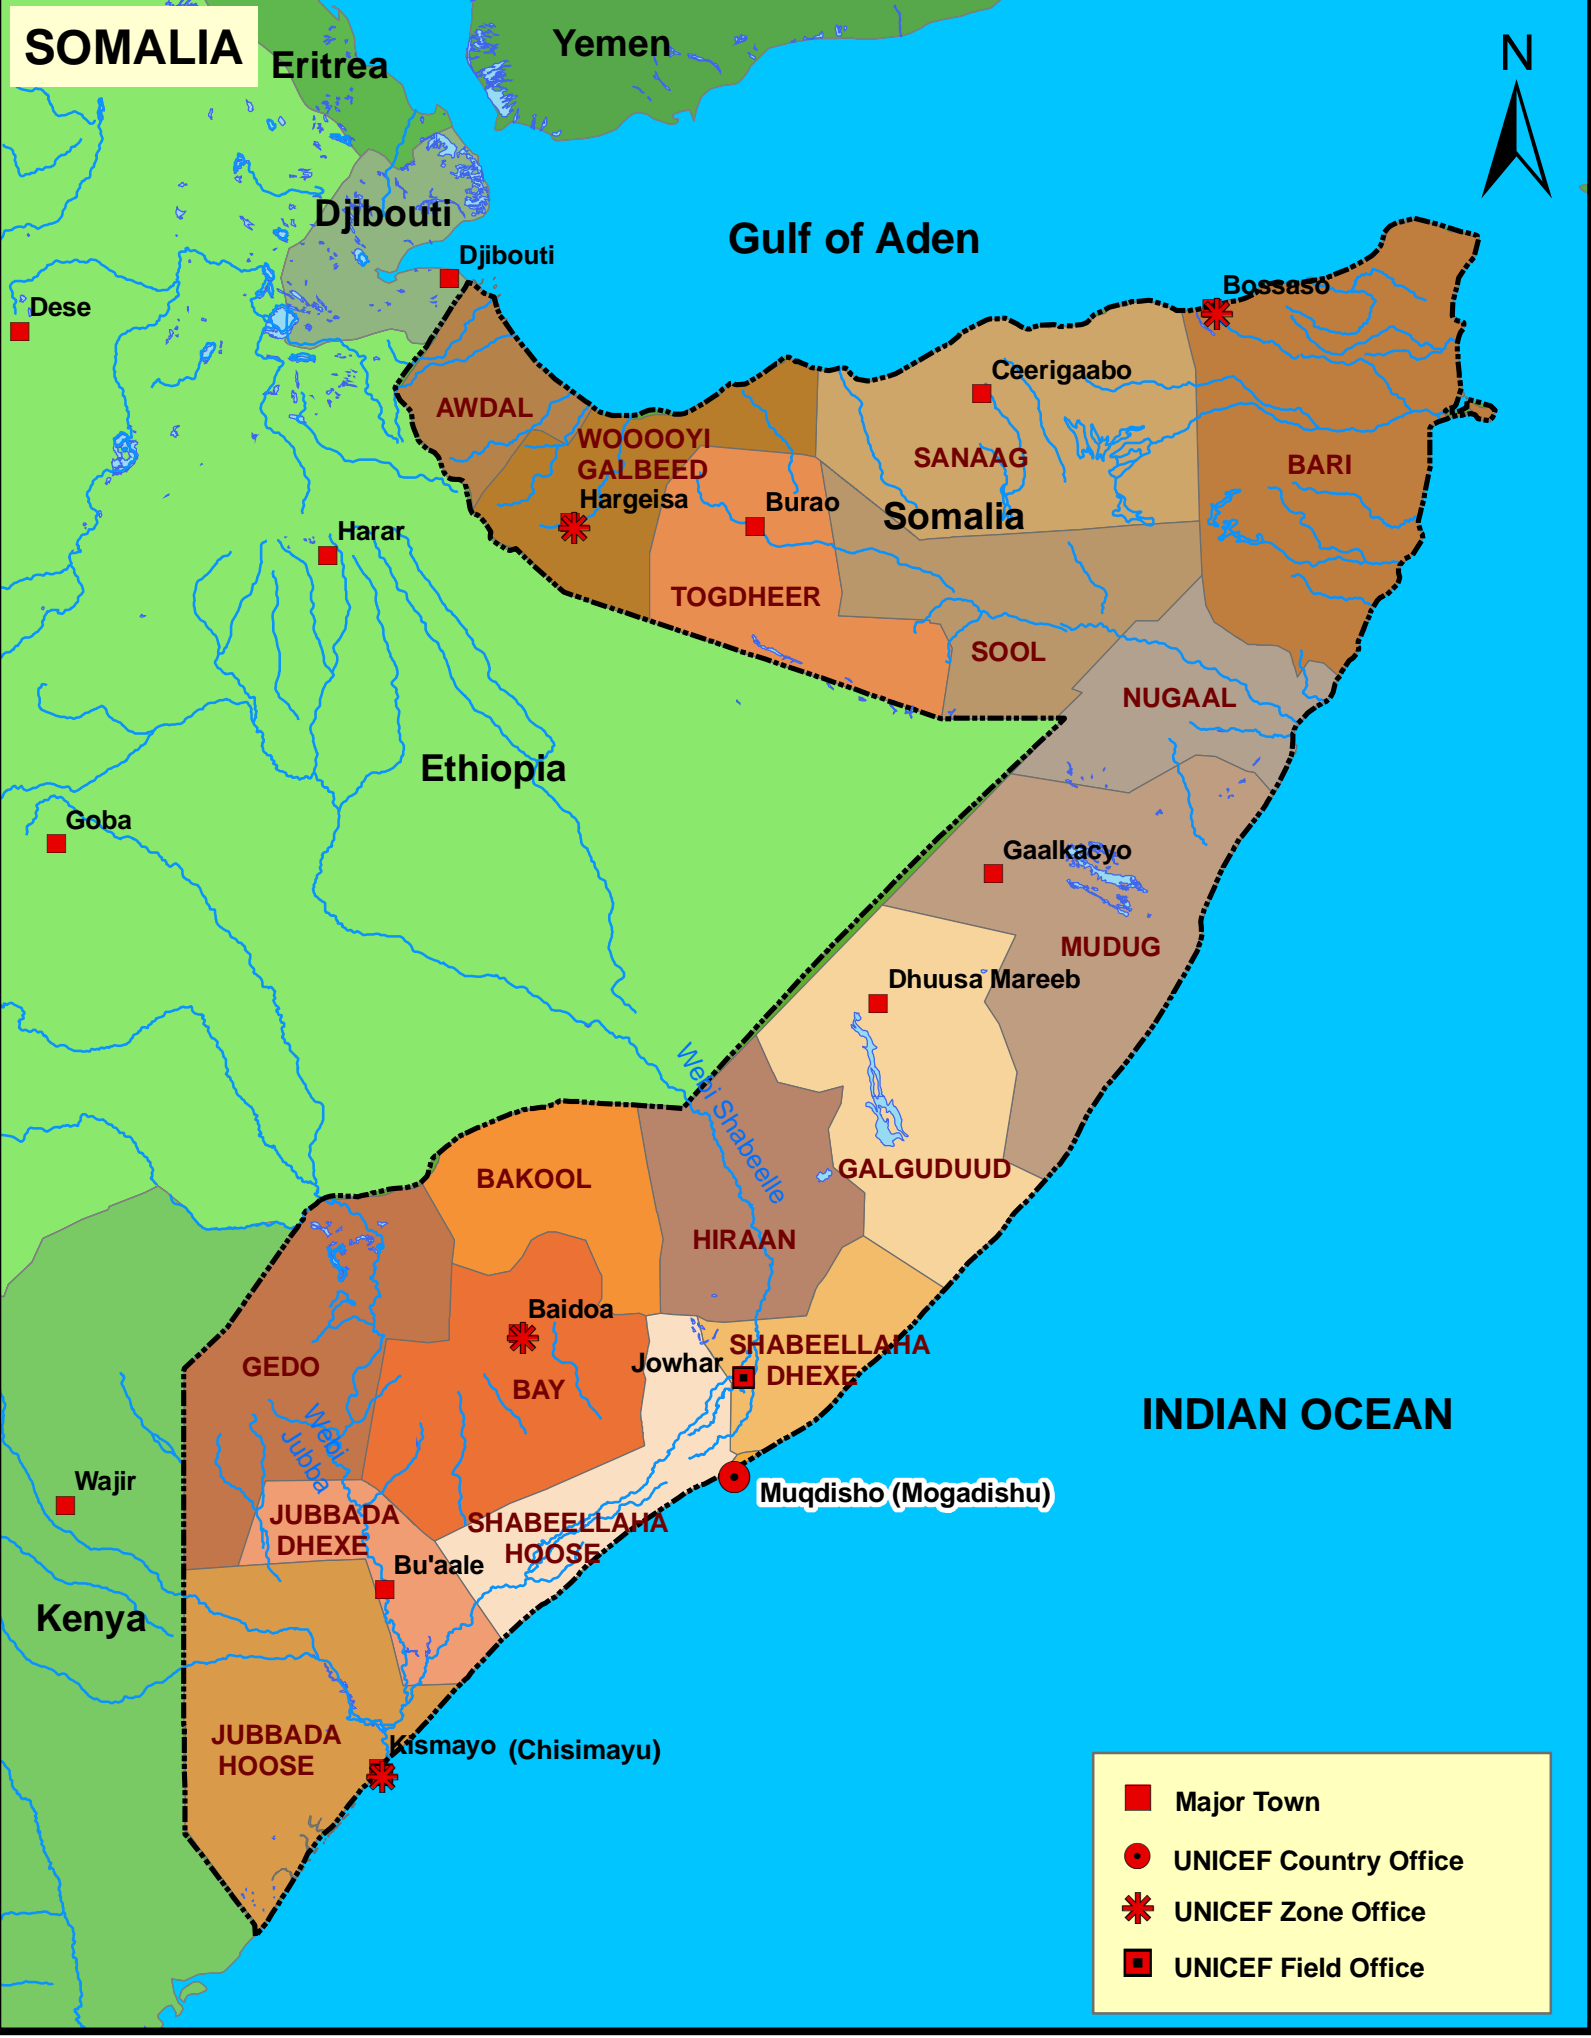 SOMALIA
Eritrea
Yemen
N
Djibouti
Gulf of Aden
Djibouti
Dese
Bossaso
Ceerigaabo
AWDAL
WOOOOYI
GALBEED
SANAAG
BARI
Hargeisa
Burao
Somalia
Harar
TOGDHEER
SOOL
NUGAAL
Ethiopia
Goba
Gaalkacyo
MUDUG
Dhuusa Mareeb
Webi Shabeelle
GALGUDUUD
BAKOOL
HIRAAN
Baidoa
SHABEELLAHA
DHEXE
Jowhar
GEDO
BAY
INDIAN OCEAN
Webi
Jubba
Wajir
Muqdisho (Mogadishu)
JUBBADA
DHEXE
SHABEELLAHA
HOOSE
Bu'aale
Kenya
JUBBADA
HOOSE
Kismayo (Chisimayu)
Major Town
UNICEF Country Office
UNICEF Zone Office
UNICEF Field Office